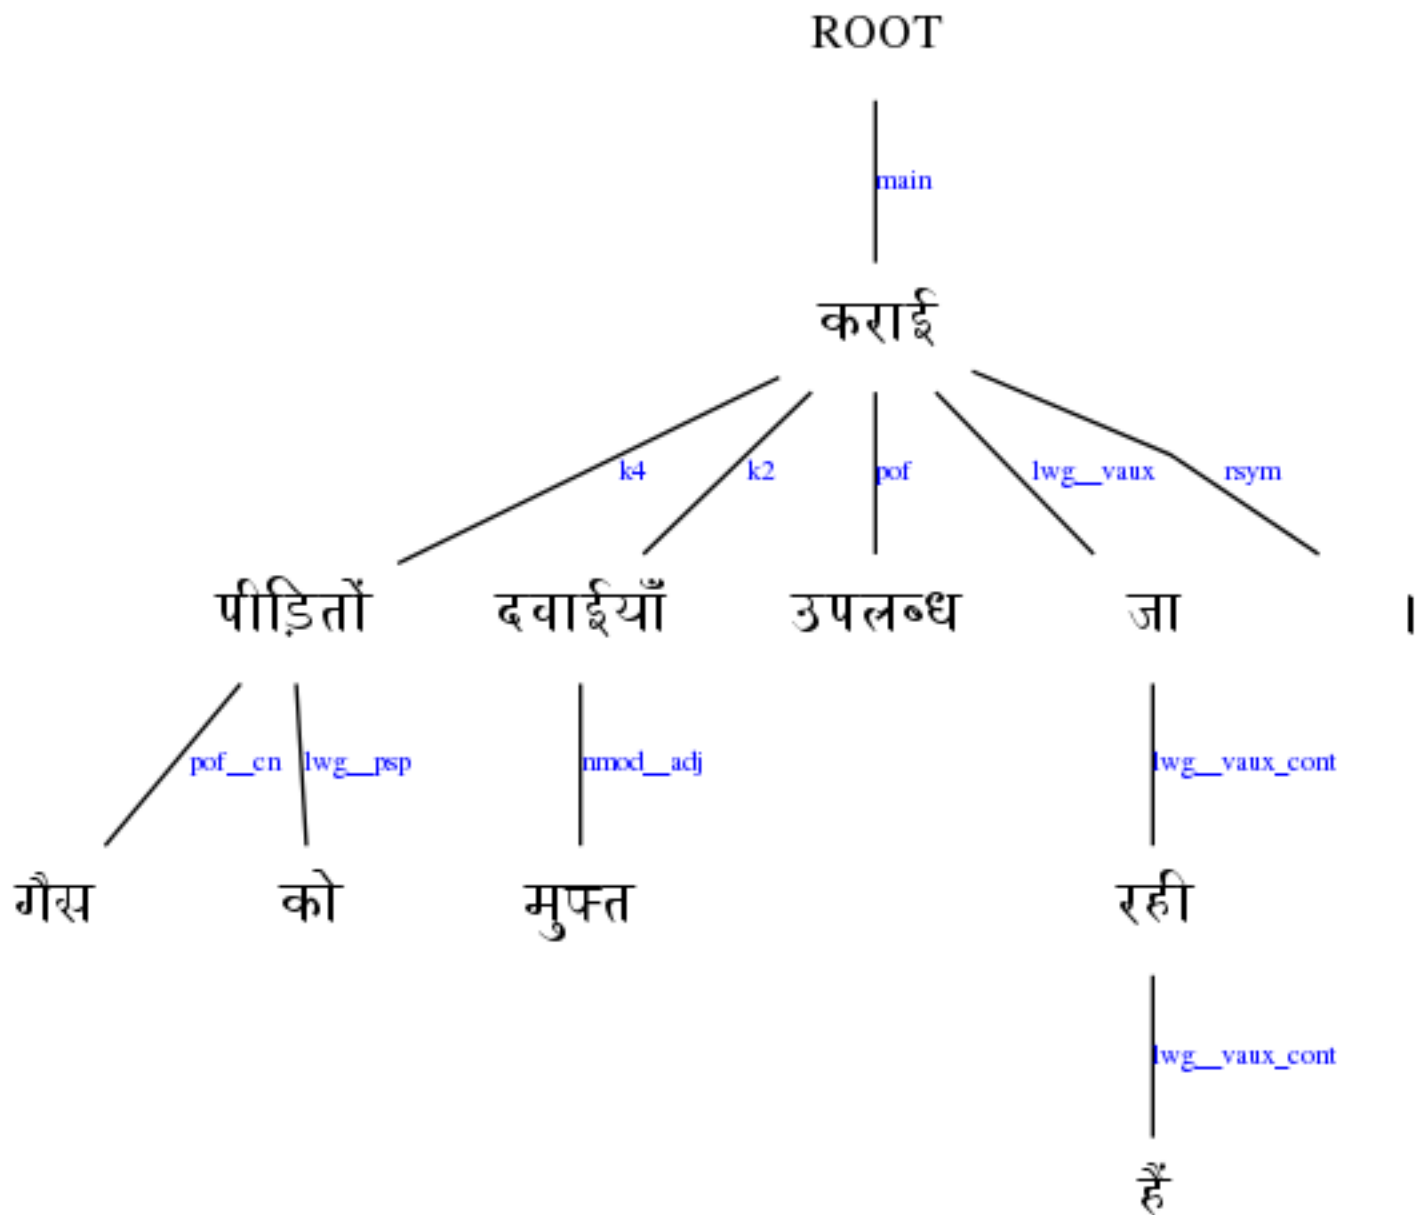 ROOT
main
कराई
k4 k2 pof lwg__vaux rsym
पीड़ितों दवाईयाँ उपलब्ध जा ।
pof__cn lwg__psp nmod__adj lwg__vaux_cont
गैस को मुफ्त रही
lwg__vaux_cont
हैं